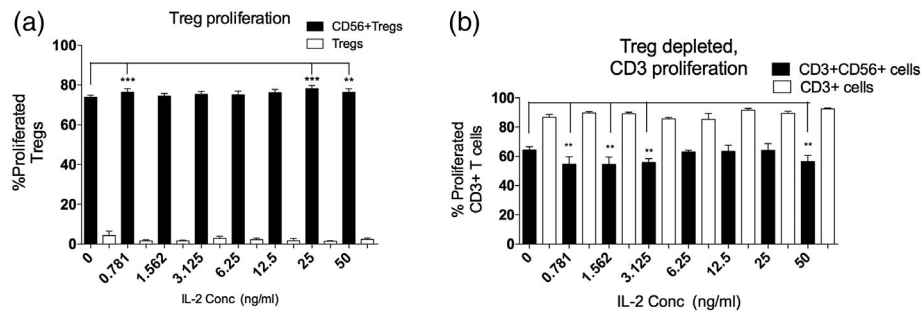 (a)
Treg proliferation
CD56+Tregs
Tregs
100
80
60
40
20
0
%Proliferated
Tregs
***
***
**
0
0.781
1.562
3.125
6.25
12.5
25
50
IL-2 Conc (ng/ml)
(b)
Treg depleted,
CD3 proliferation
CD3+CD56+ cells
CD3+ cells
100
80
60
40
20
0
% Proliferated
CD3+ T cells
**
**
**
**
0
0.781
1.562
3.125
6.25
12.5
25
50
IL-2 Conc (ng/ml)